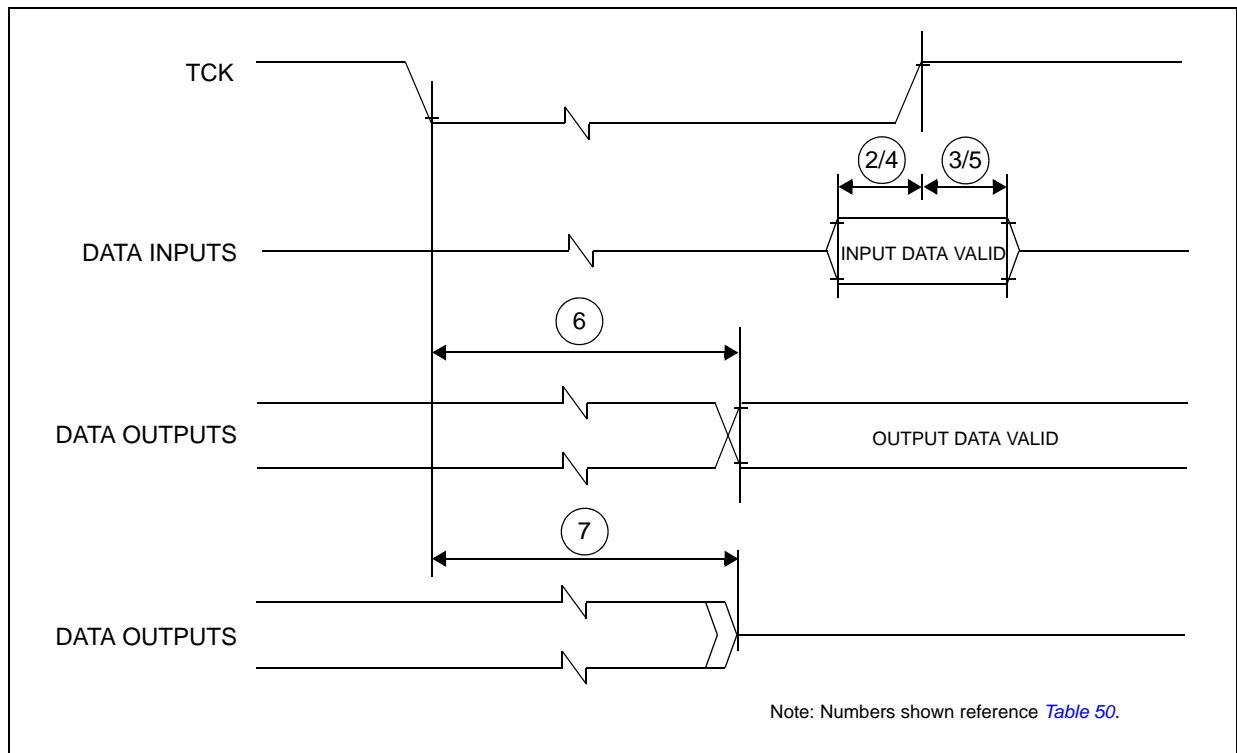 TCK
2/4
3/5
DATA INPUTS
INPUT DATA VALID
6
DATA OUTPUTS
OUTPUT DATA VALID
7
DATA OUTPUTS
Note: Numbers shown reference Table 50.